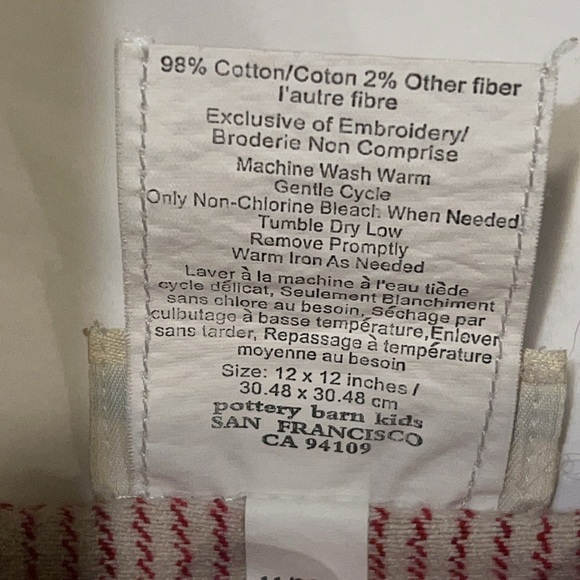 98% Cotton/Coton 2% Other fiber
l'autre fibre
Exclusive of Embroidery/
Broderie Non Comprise
Machine Wash Warm
Gentle Cycle
Only Non-Chlorine Bleach When Needed
Tumble Dry Low
Remove Promptly
Warm Iron As Needed
Laver à la machine à l'eau tiède
cycle délicat, Seulement Blanchiment
sans chlore au besoin, Séchage par
culbutage à basse température,Enlever
sans tarder, Repassage à température
moyenne au besoin
Size: 12 x 12 inches /
30.48 x 30.48 cm
pottery barn kids
SAN FRANCISCO
CA 94109